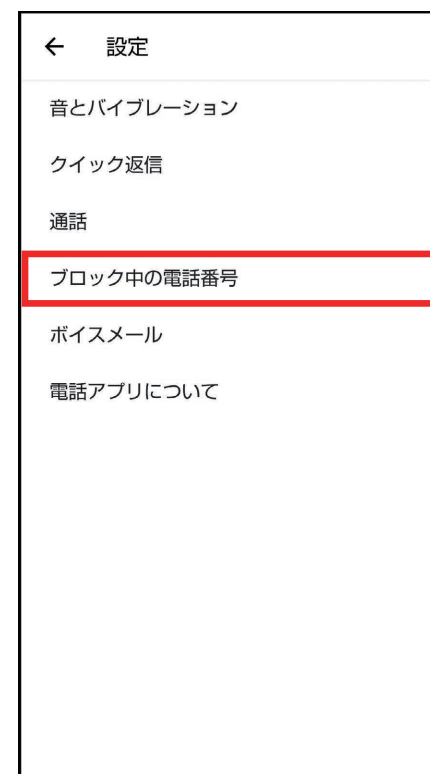 設定
音とバイブレーション
クイック返信
通話
ブロック中の電話番号
ボイスメール
電話アプリについて